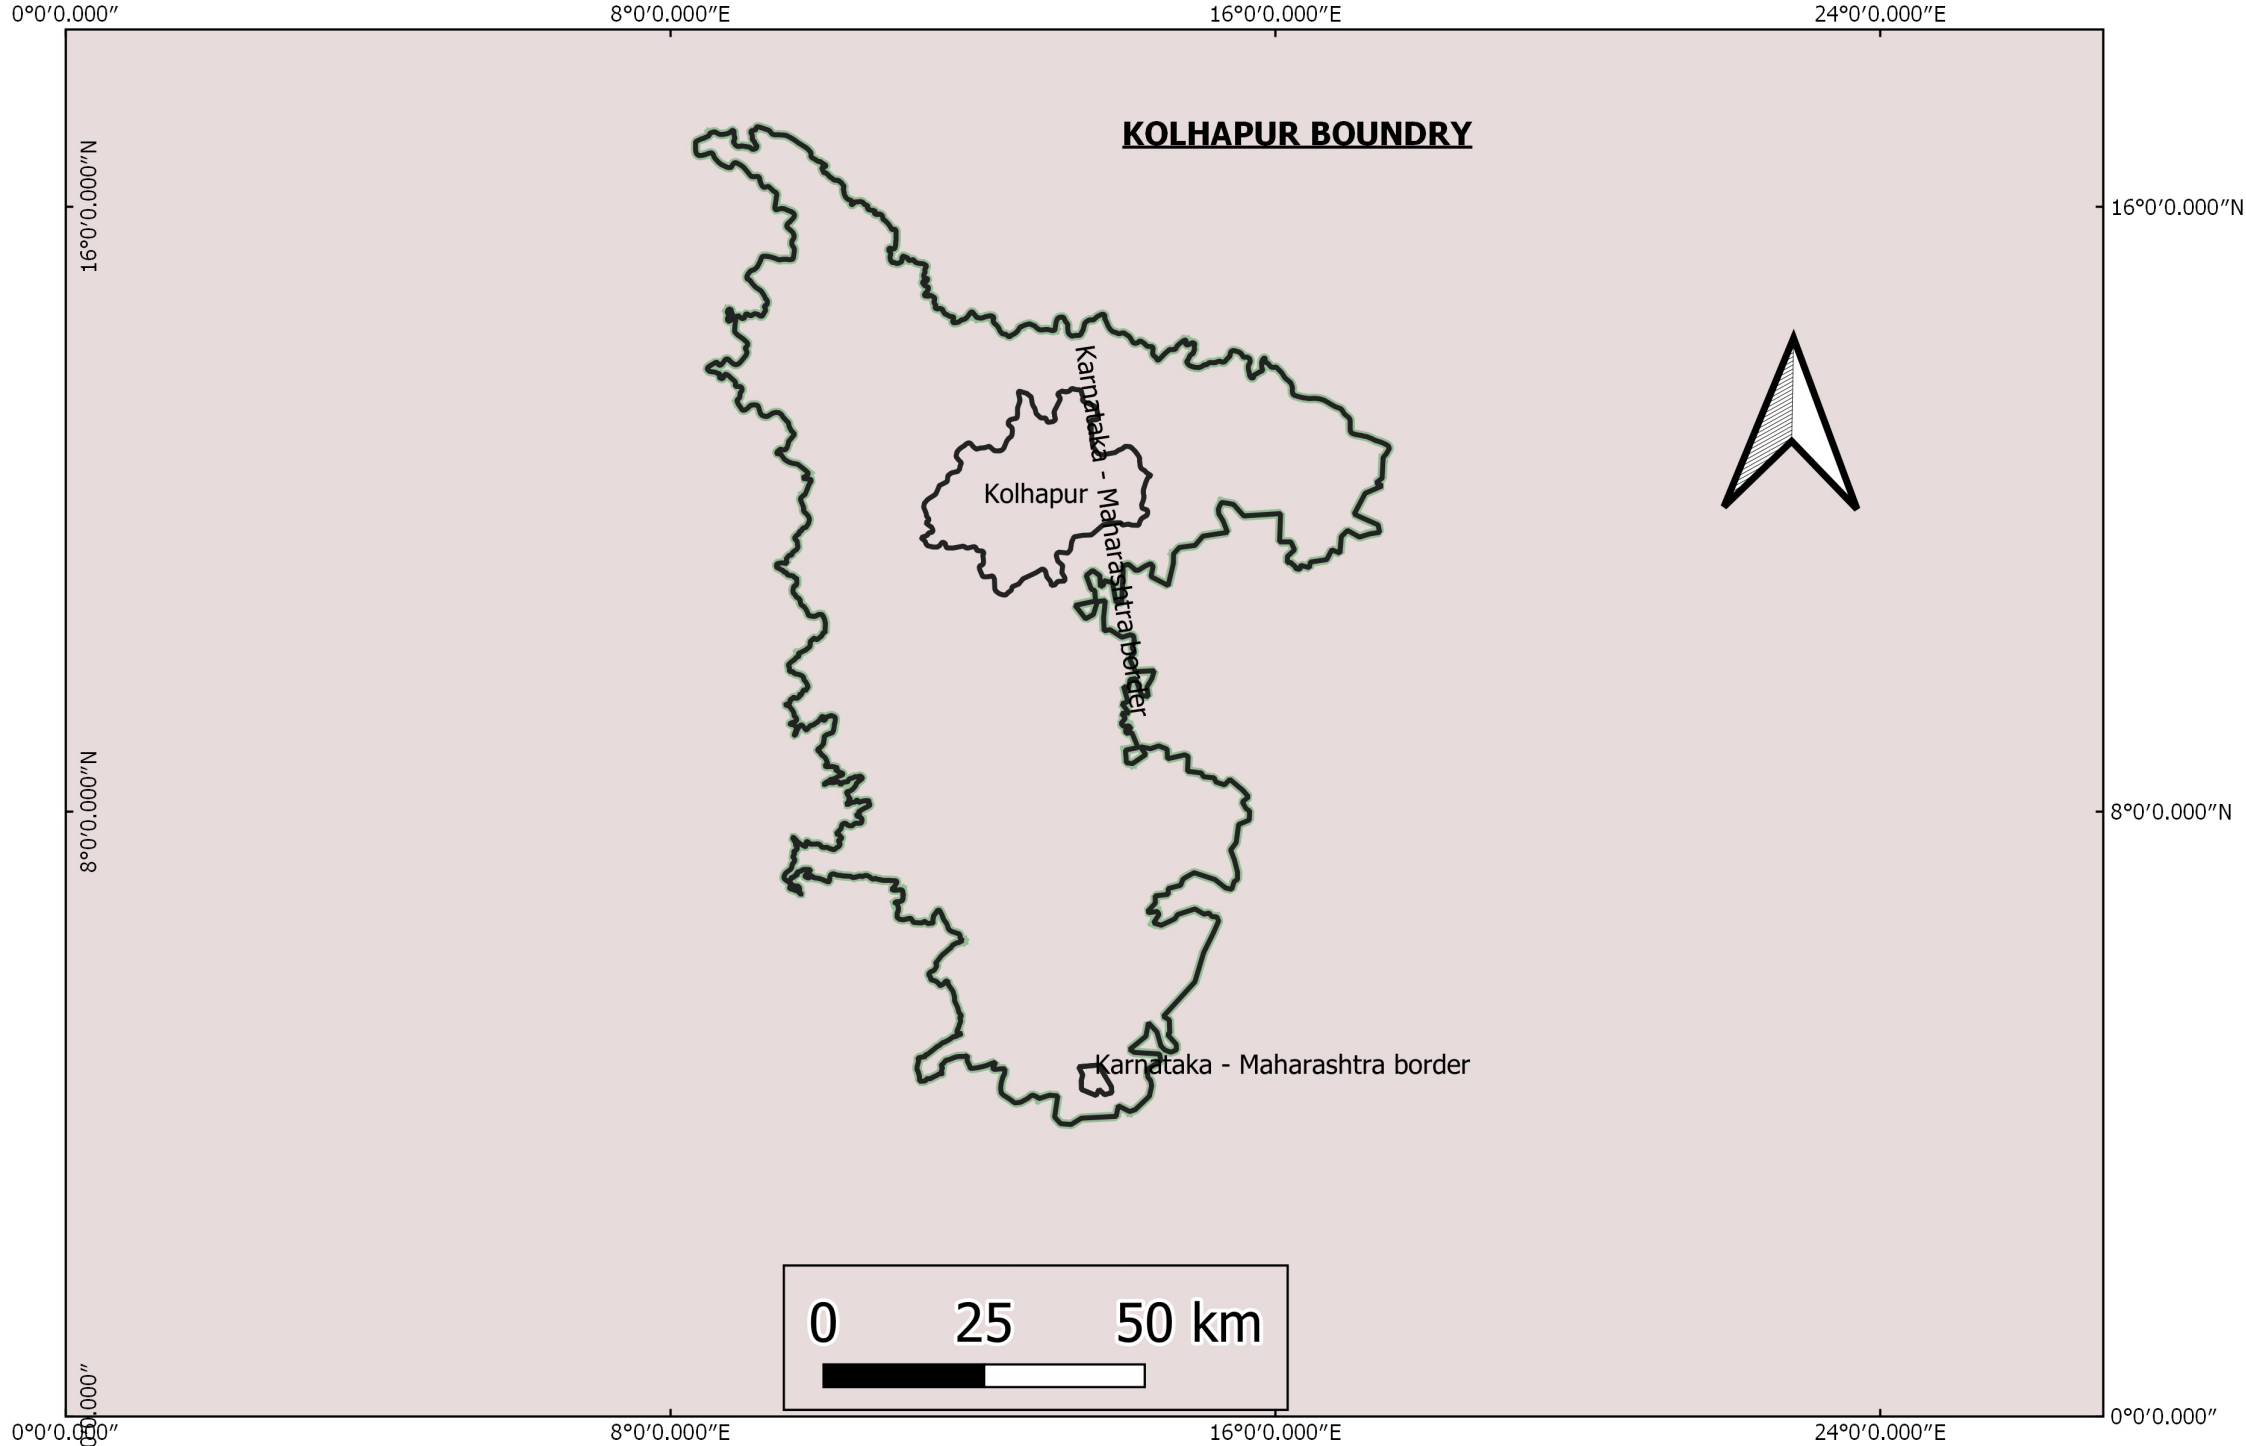 0°0′0.000″
8°0′0.000″E
16°0′0.000″E
24°0′0.000″E
KOLHAPUR BOUNDRY
16°0′0.000″N
16°0′0.000″N
Karnataka - Maharashtra border
Kolhapur
8°0′0.000″N
8°0′0.000″N
Karnataka - Maharashtra border
0 25 50 km
0°0′0.000″
0°0′0.000″
8°0′0.000″E
16°0′0.000″E
24°0′0.000″E
0°0′0.000″